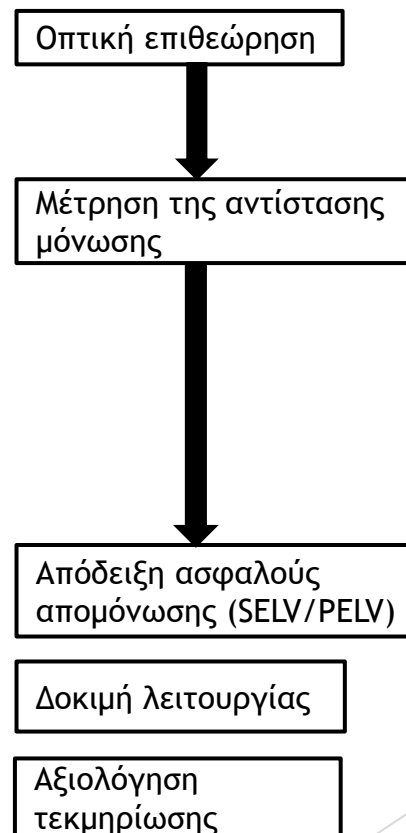 Οπτική επιθεώρηση
Μέτρηση της αντίστασης
μόνωσης
Απόδειξη ασφαλούς
απομόνωσης (SELV/PELV)
Δοκιμή λειτουργίας
Αξιολόγηση
τεκμηρίωσης